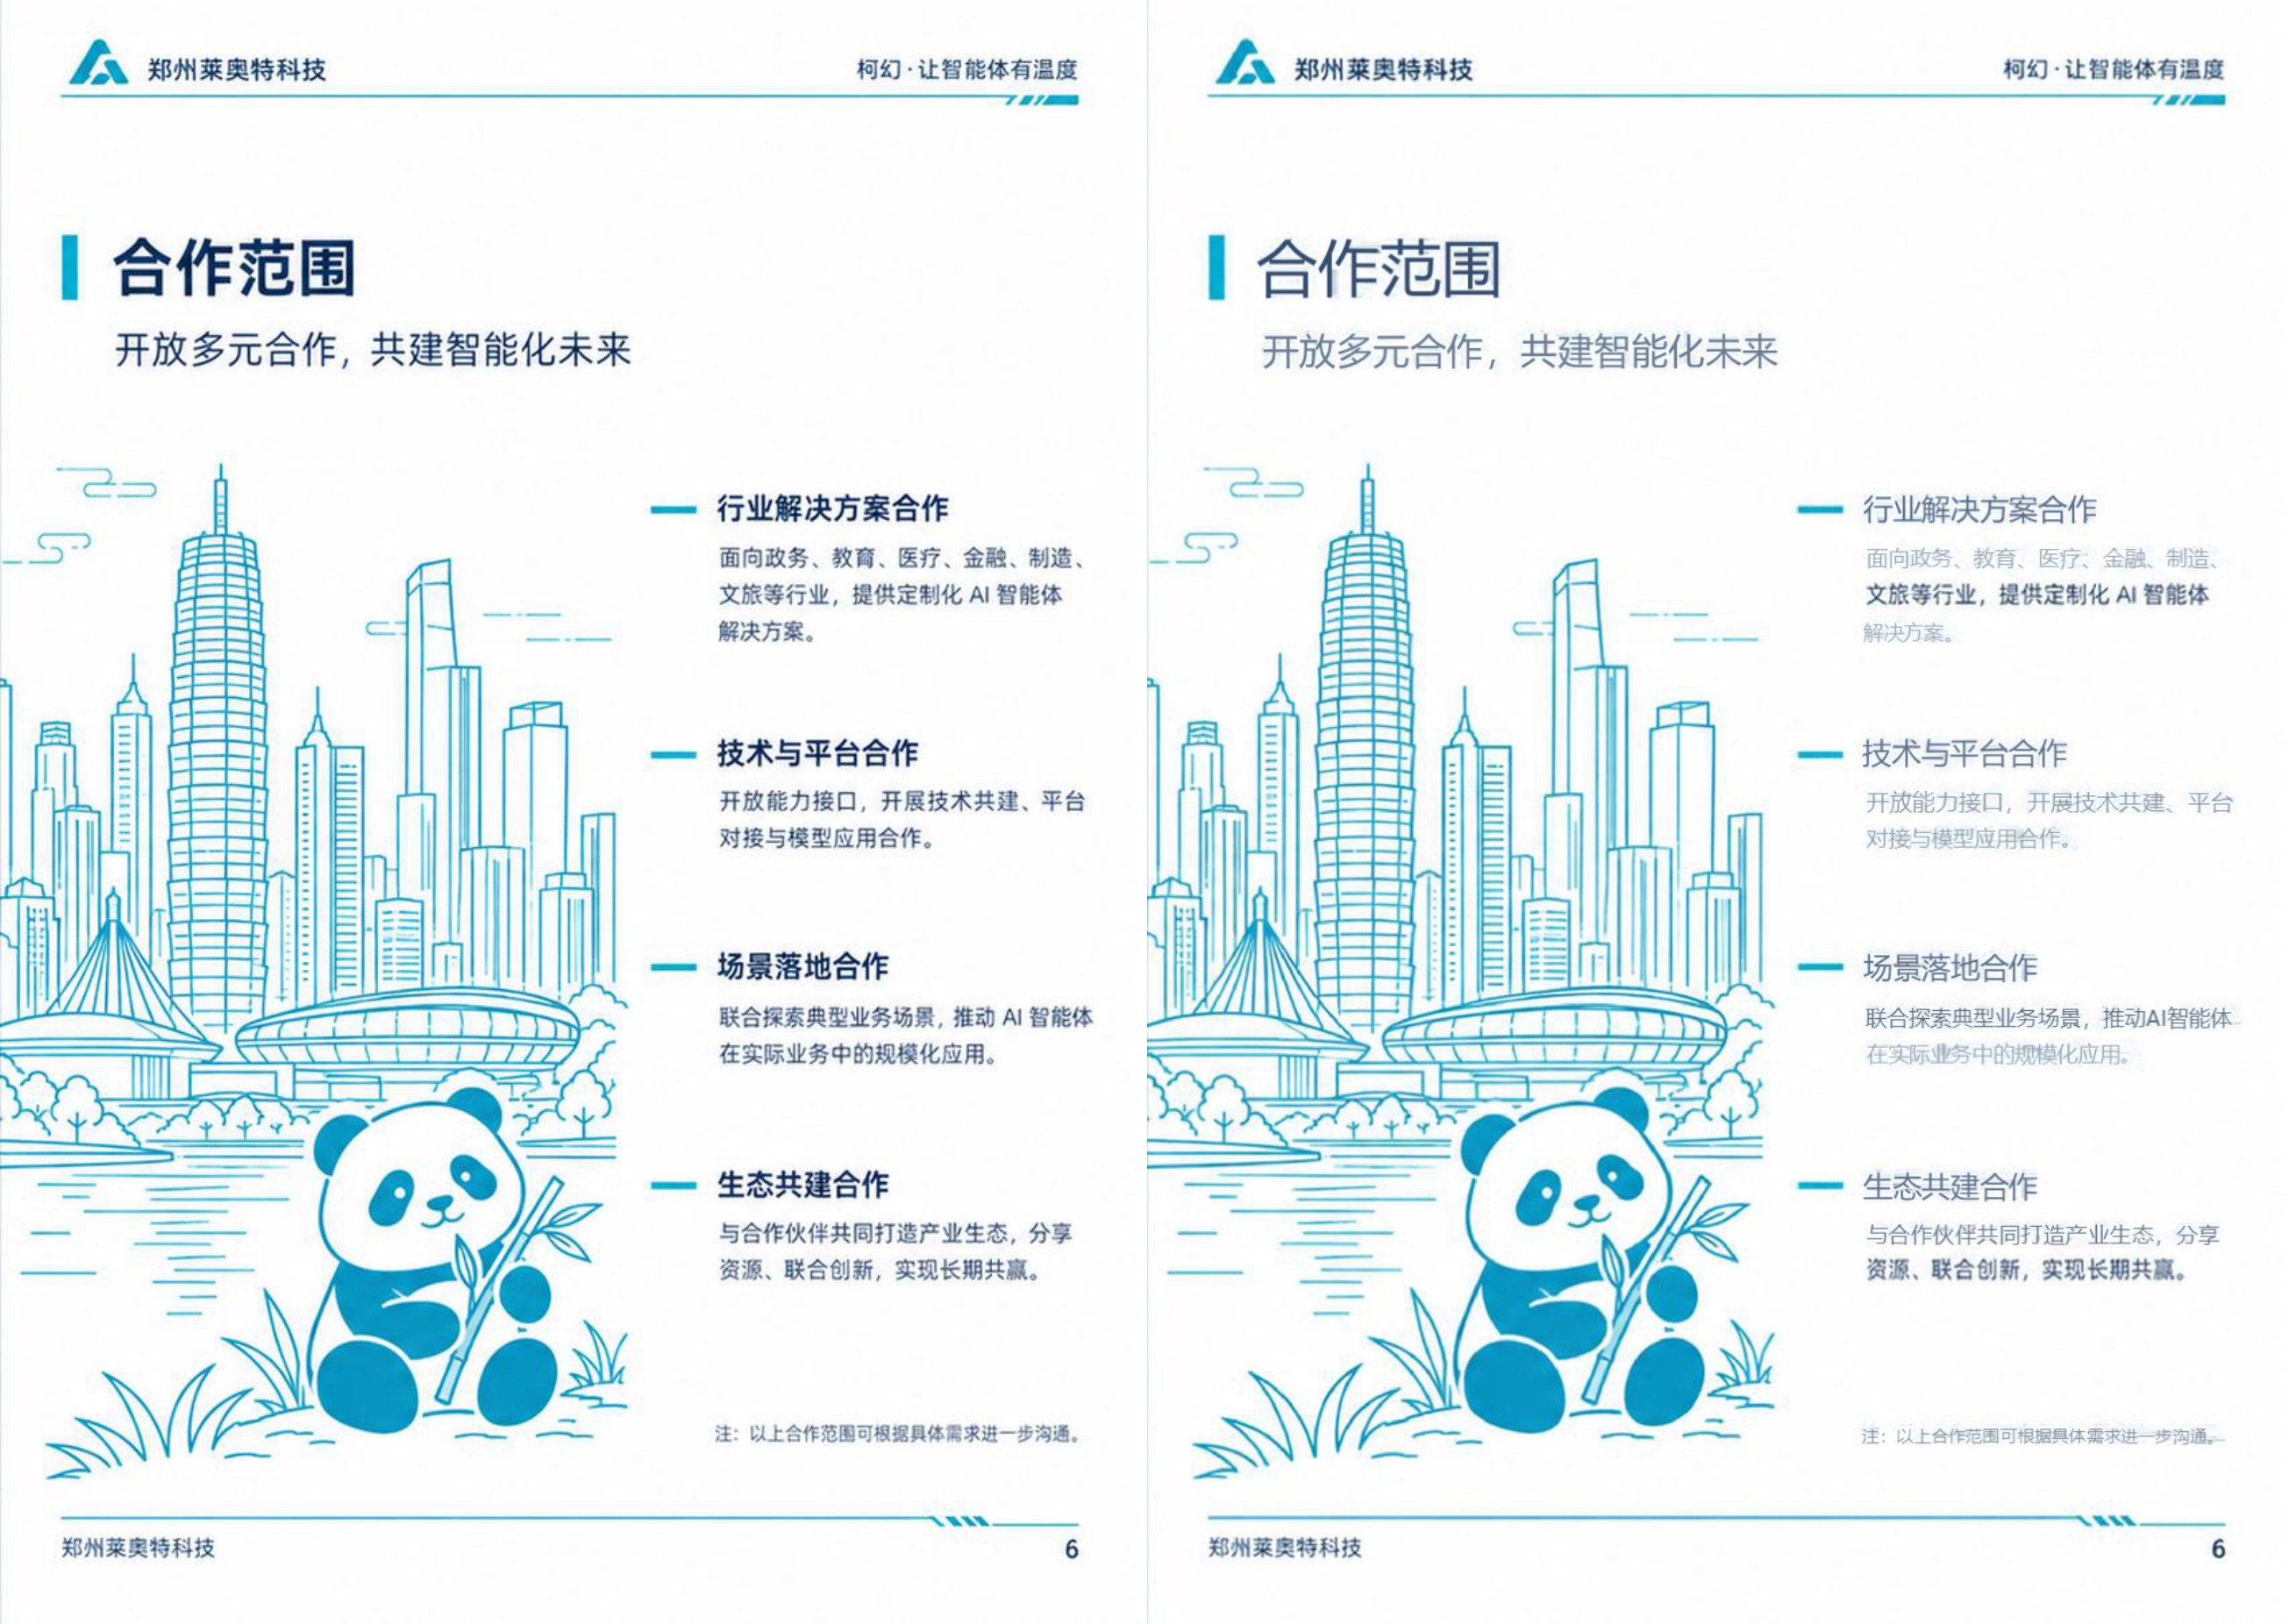 郑州莱奥特科技
柯幻·让智能体有温度
合作范围
开放多元合作，共建智能化未来
行业解决方案合作
面向政务、教育、医疗、金融、制造、
文旅等行业，提供定制化 AI 智能体
解决方案。
技术与平台合作
开放能力接口，开展技术共建、平台
对接与模型应用合作。
场景落地合作
联合探索典型业务场景，推动 AI 智能体
在实际业务中的规模化应用。
生态共建合作
与合作伙伴共同打造产业生态，分享
资源、联合创新，实现长期共赢。
注：以上合作范围可根据具体需求进一步沟通。
郑州莱奥特科技
6
郑州莱奥特科技
柯幻·让智能体有温度
合作范围
开放多元合作，共建智能化未来
行业解决方案合作
面向政务、教育、医疗、金融、制造、
文旅等行业，提供定制化 AI 智能体
解决方案。
技术与平台合作
开放能力接口，开展技术共建、平台
对接与模型应用合作。
场景落地合作
联合探索典型业务场景，推动AI智能体
在实际业务中的规模化应用。
生态共建合作
与合作伙伴共同打造产业生态，分享
资源、联合创新，实现长期共赢。
注：以上合作范围可根据具体需求进一步沟通。
郑州莱奥特科技
6